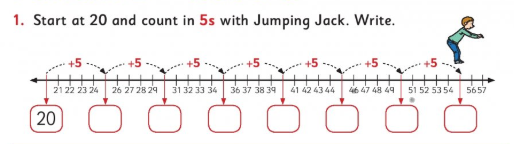 1. Start at 20 and count in 5s with Jumping Jack. Write.
+5 +5 +5 +5 +5 +5 +5
21 22 23 24 26 27 28 29 31 32 33 34 36 37 38 39 41 42 43 44 46 47 48 49 51 52 53 54 56 57
20